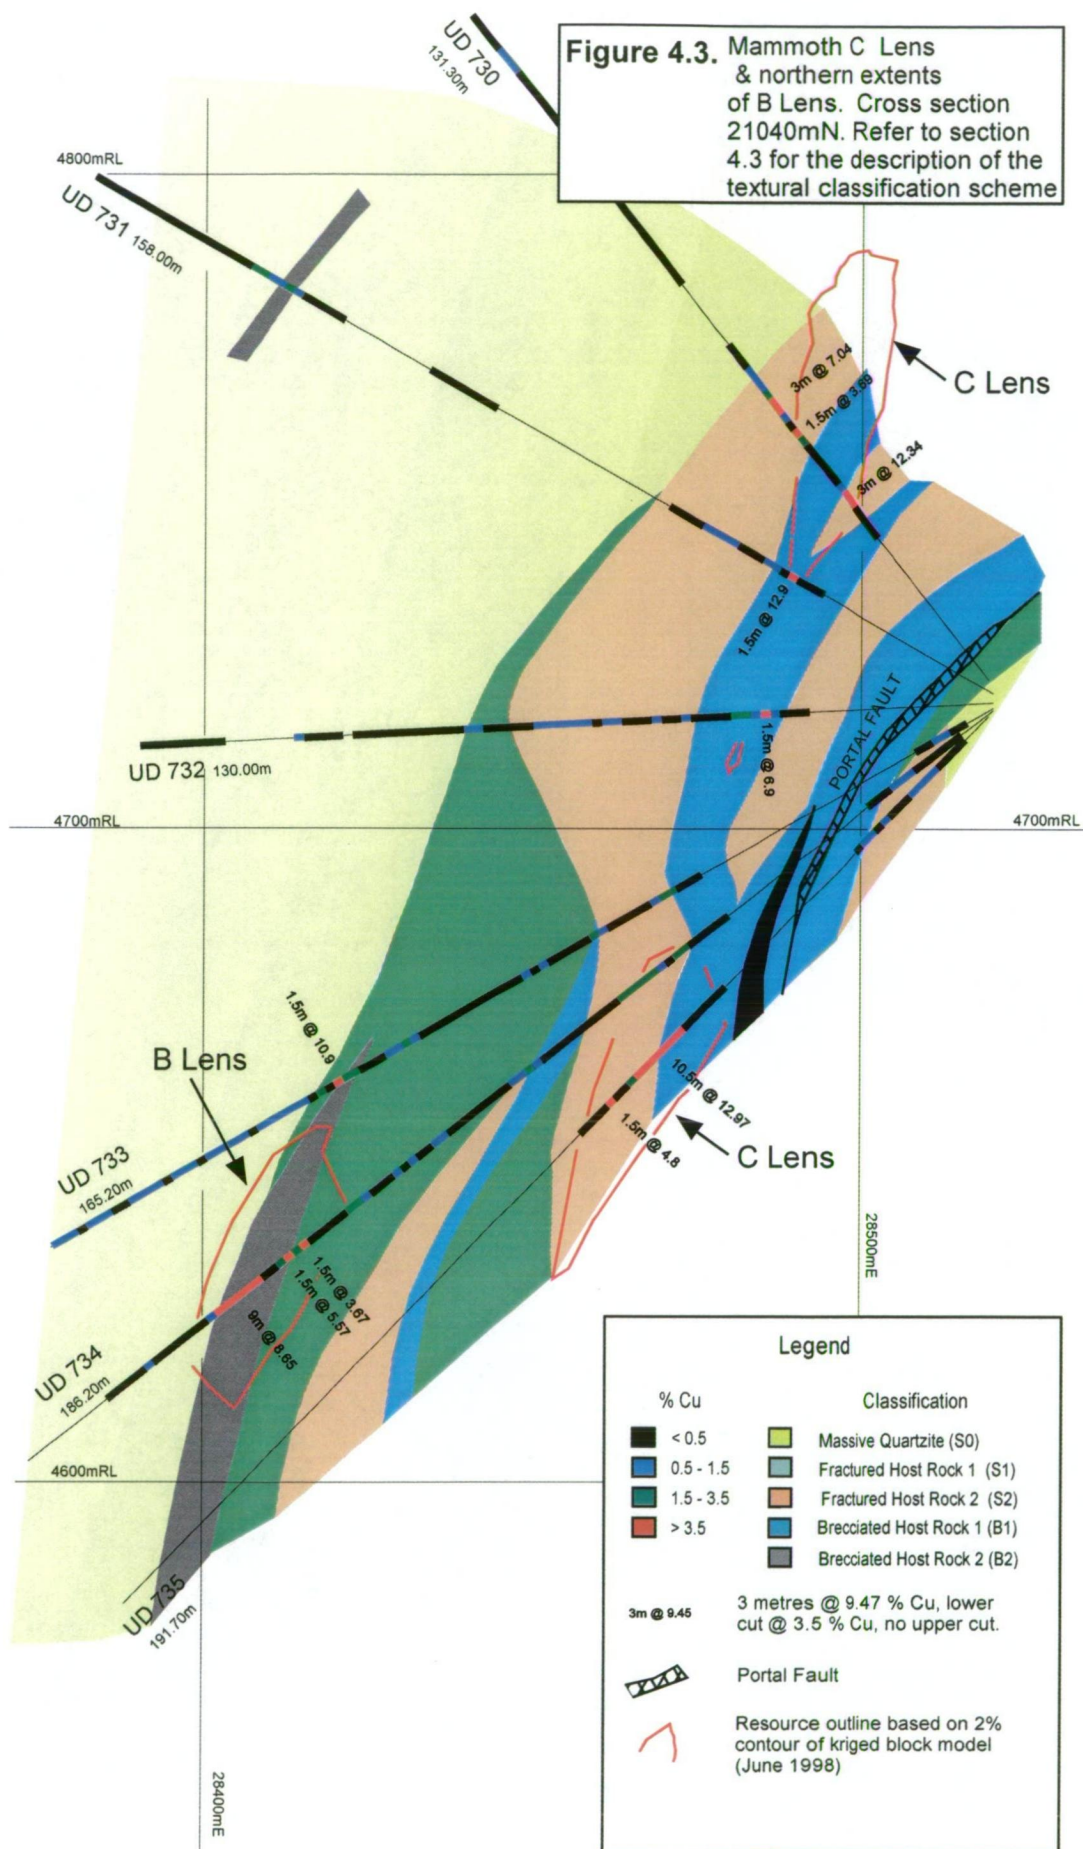 Figure 4.3. Mammoth C Lens
& northern extents
of B Lens. Cross section
21040mN. Refer to section
4.3 for the description of the
textural classification scheme
UD 730
131.30m
4800mRL
UD 731 158.00m
3m @ 7.04
1.5m @ 3.89
C Lens
3m @ 12.34
1.5m @ 12.9
PORTAL FAULT
1.5m @ 6.9
UD 732 130.00m
4700mRL
4700mRL
1.5m @ 10.9
B Lens
10.5m @ 12.97
1.5m @ 4.8
C Lens
UD 733
165.20m
28500mE
1.5m @ 3.67
1.5m @ 5.57
9m @ 8.65
UD 734
186.20m
4600mRL
UD 735
191.70m
28400mE
Legend
% Cu
< 0.5
0.5 - 1.5
1.5 - 3.5
> 3.5
Classification
Massive Quartzite (S0)
Fractured Host Rock 1 (S1)
Fractured Host Rock 2 (S2)
Brecciated Host Rock 1 (B1)
Brecciated Host Rock 2 (B2)
3m @ 9.45 3 metres @ 9.47 % Cu, lower
cut @ 3.5 % Cu, no upper cut.
Portal Fault
Resource outline based on 2%
contour of kriged block model
(June 1998)